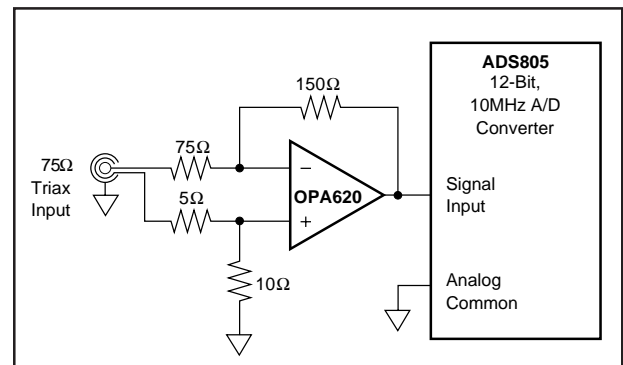 ADS805
12-Bit,
10MHz A/D
Converter
150Ω
75Ω
Triax
Input
75Ω
5Ω
10Ω
−
+
OPA620
Signal
Input
Analog
Common